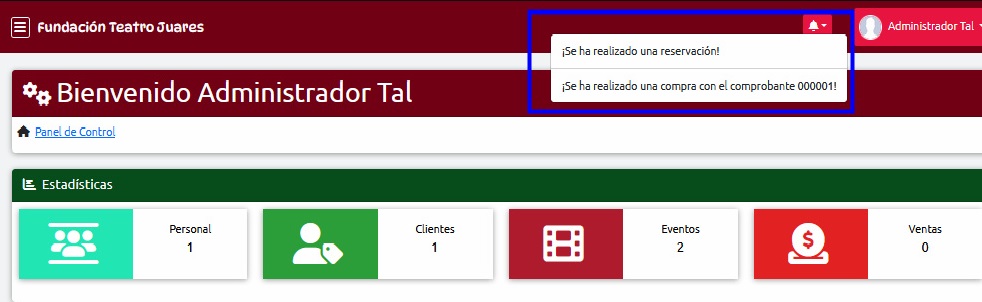 Fundación Teatro Juares
Administrador Tal
¡Se ha realizado una reservación!
¡Se ha realizado una compra con el comprobante 000001!
Bienvenido Administrador Tal
Panel de Control
Estadísticas
Personal
1
Clientes
1
Eventos
2
Ventas
0